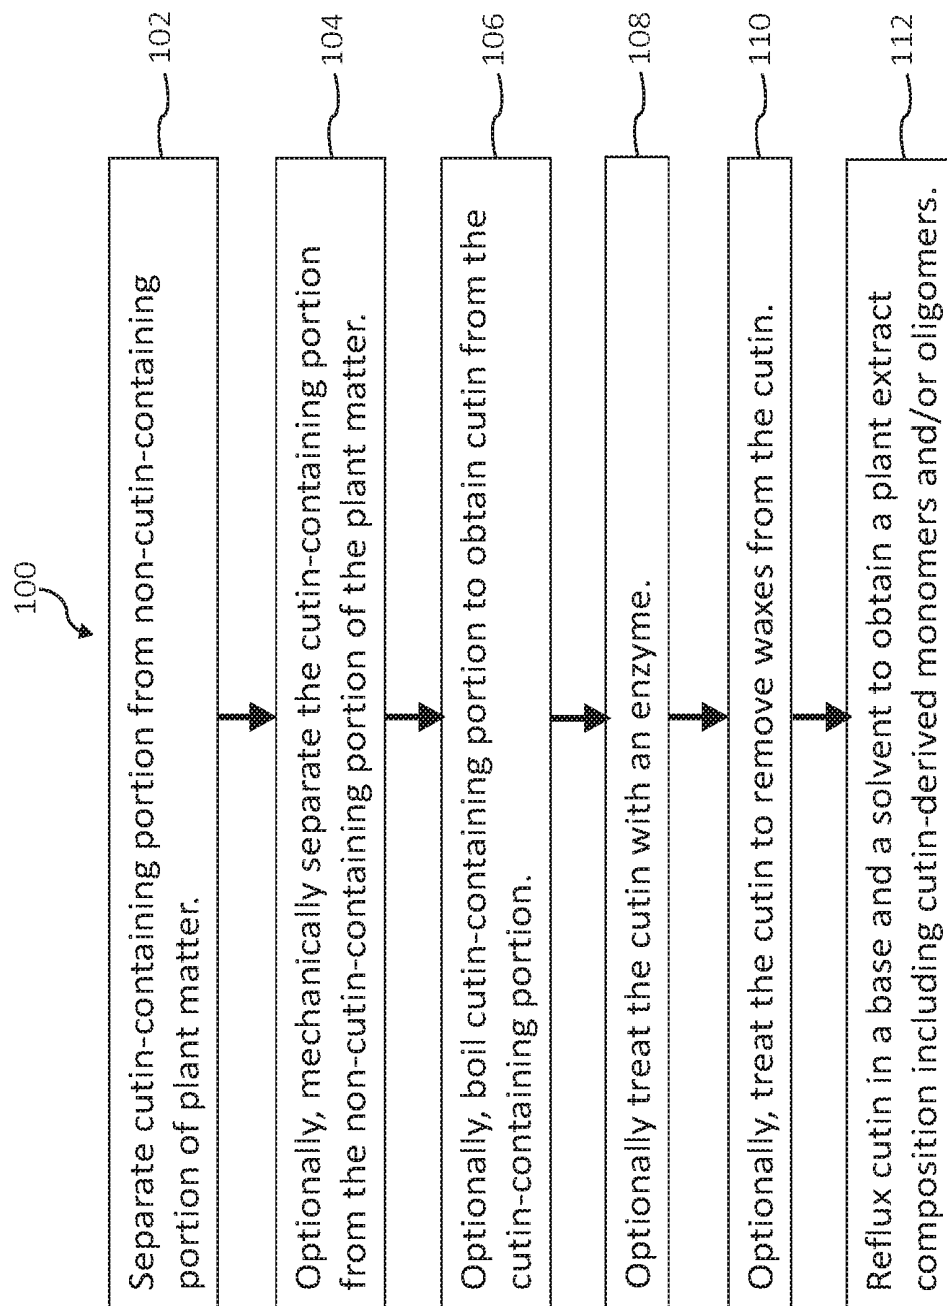 100
Separate cutin-containing portion from non-cutin-containing
portion of plant matter.
102
Optionally, mechanically separate the cutin-containing portion
from the non-cutin-containing portion of the plant matter.
104
Optionally, boil cutin-containing portion to obtain cutin from the
cutin-containing portion.
106
Optionally treat the cutin with an enzyme.
108
Optionally, treat the cutin to remove waxes from the cutin.
110
Reflux cutin in a base and a solvent to obtain a plant extract
composition including cutin-derived monomers and/or oligomers.
112